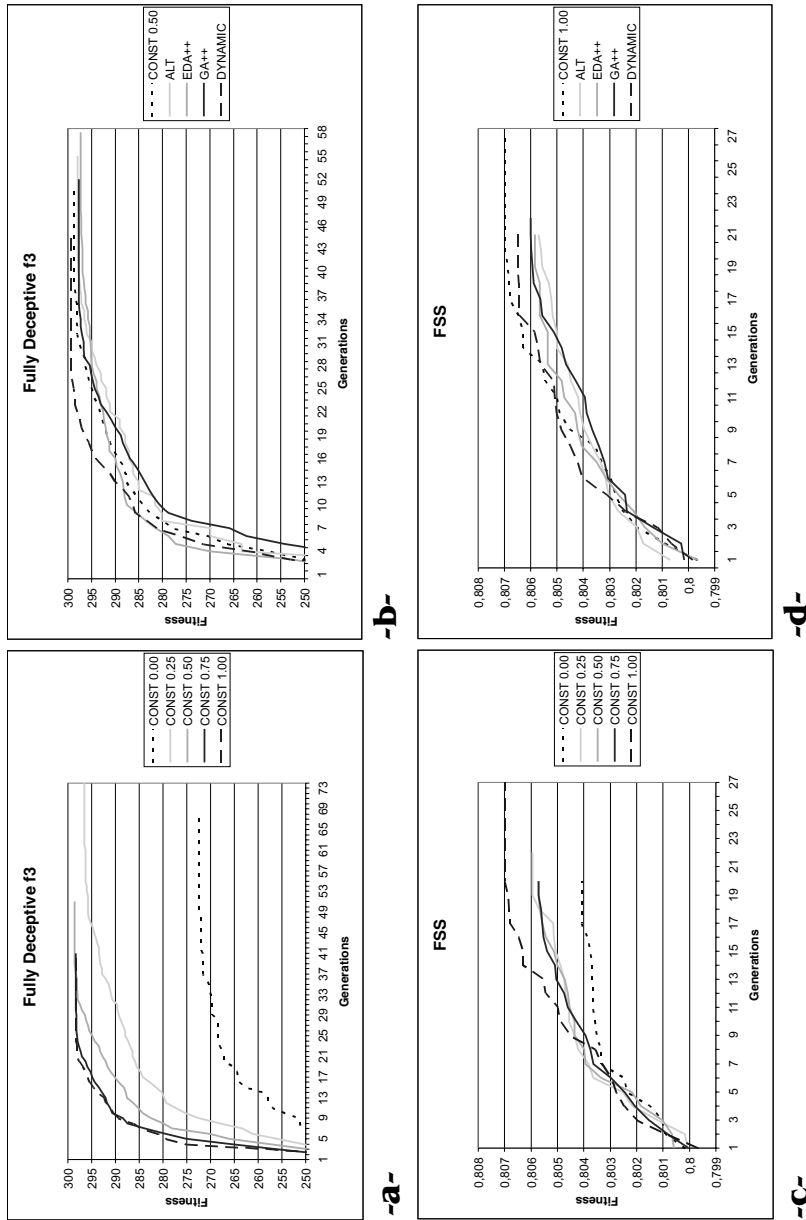 Fully Deceptive f3
Fitness
300
295
290
285
280
275
270
265
260
255
250
1 5 9 13 17 21 25 29 33 37 41 45 49 53 57 61 65 69 73
Generations
CONST 0.00
CONST 0.25
CONST 0.50
CONST 0.75
CONST 1.00
-a-
Fully Deceptive f3
Fitness
300
295
290
285
280
275
270
265
260
255
250
1 4 7 10 13 16 19 22 25 28 31 34 36 38 41 43 46 49 52 55 58
Generations
CONST 0.50
ALT
EDA++
GA++
DYNAMIC
-b-
FSS
Fitness
0,808
0,807
0,806
0,805
0,804
0,803
0,802
0,801
0,8
0,799
1 3 5 7 9 11 13 15 17 19 21 23 25 27
Generations
CONST 0.00
CONST 0.25
CONST 0.50
CONST 0.75
CONST 1.00
-c-
FSS
Fitness
0,808
0,807
0,806
0,805
0,804
0,803
0,802
0,801
0,8
0,799
1 3 5 7 9 11 13 15 17 19 21 23 25 27
Generations
CONST 1.00
ALT
EDA++
GA++
DYNAMIC
-d-